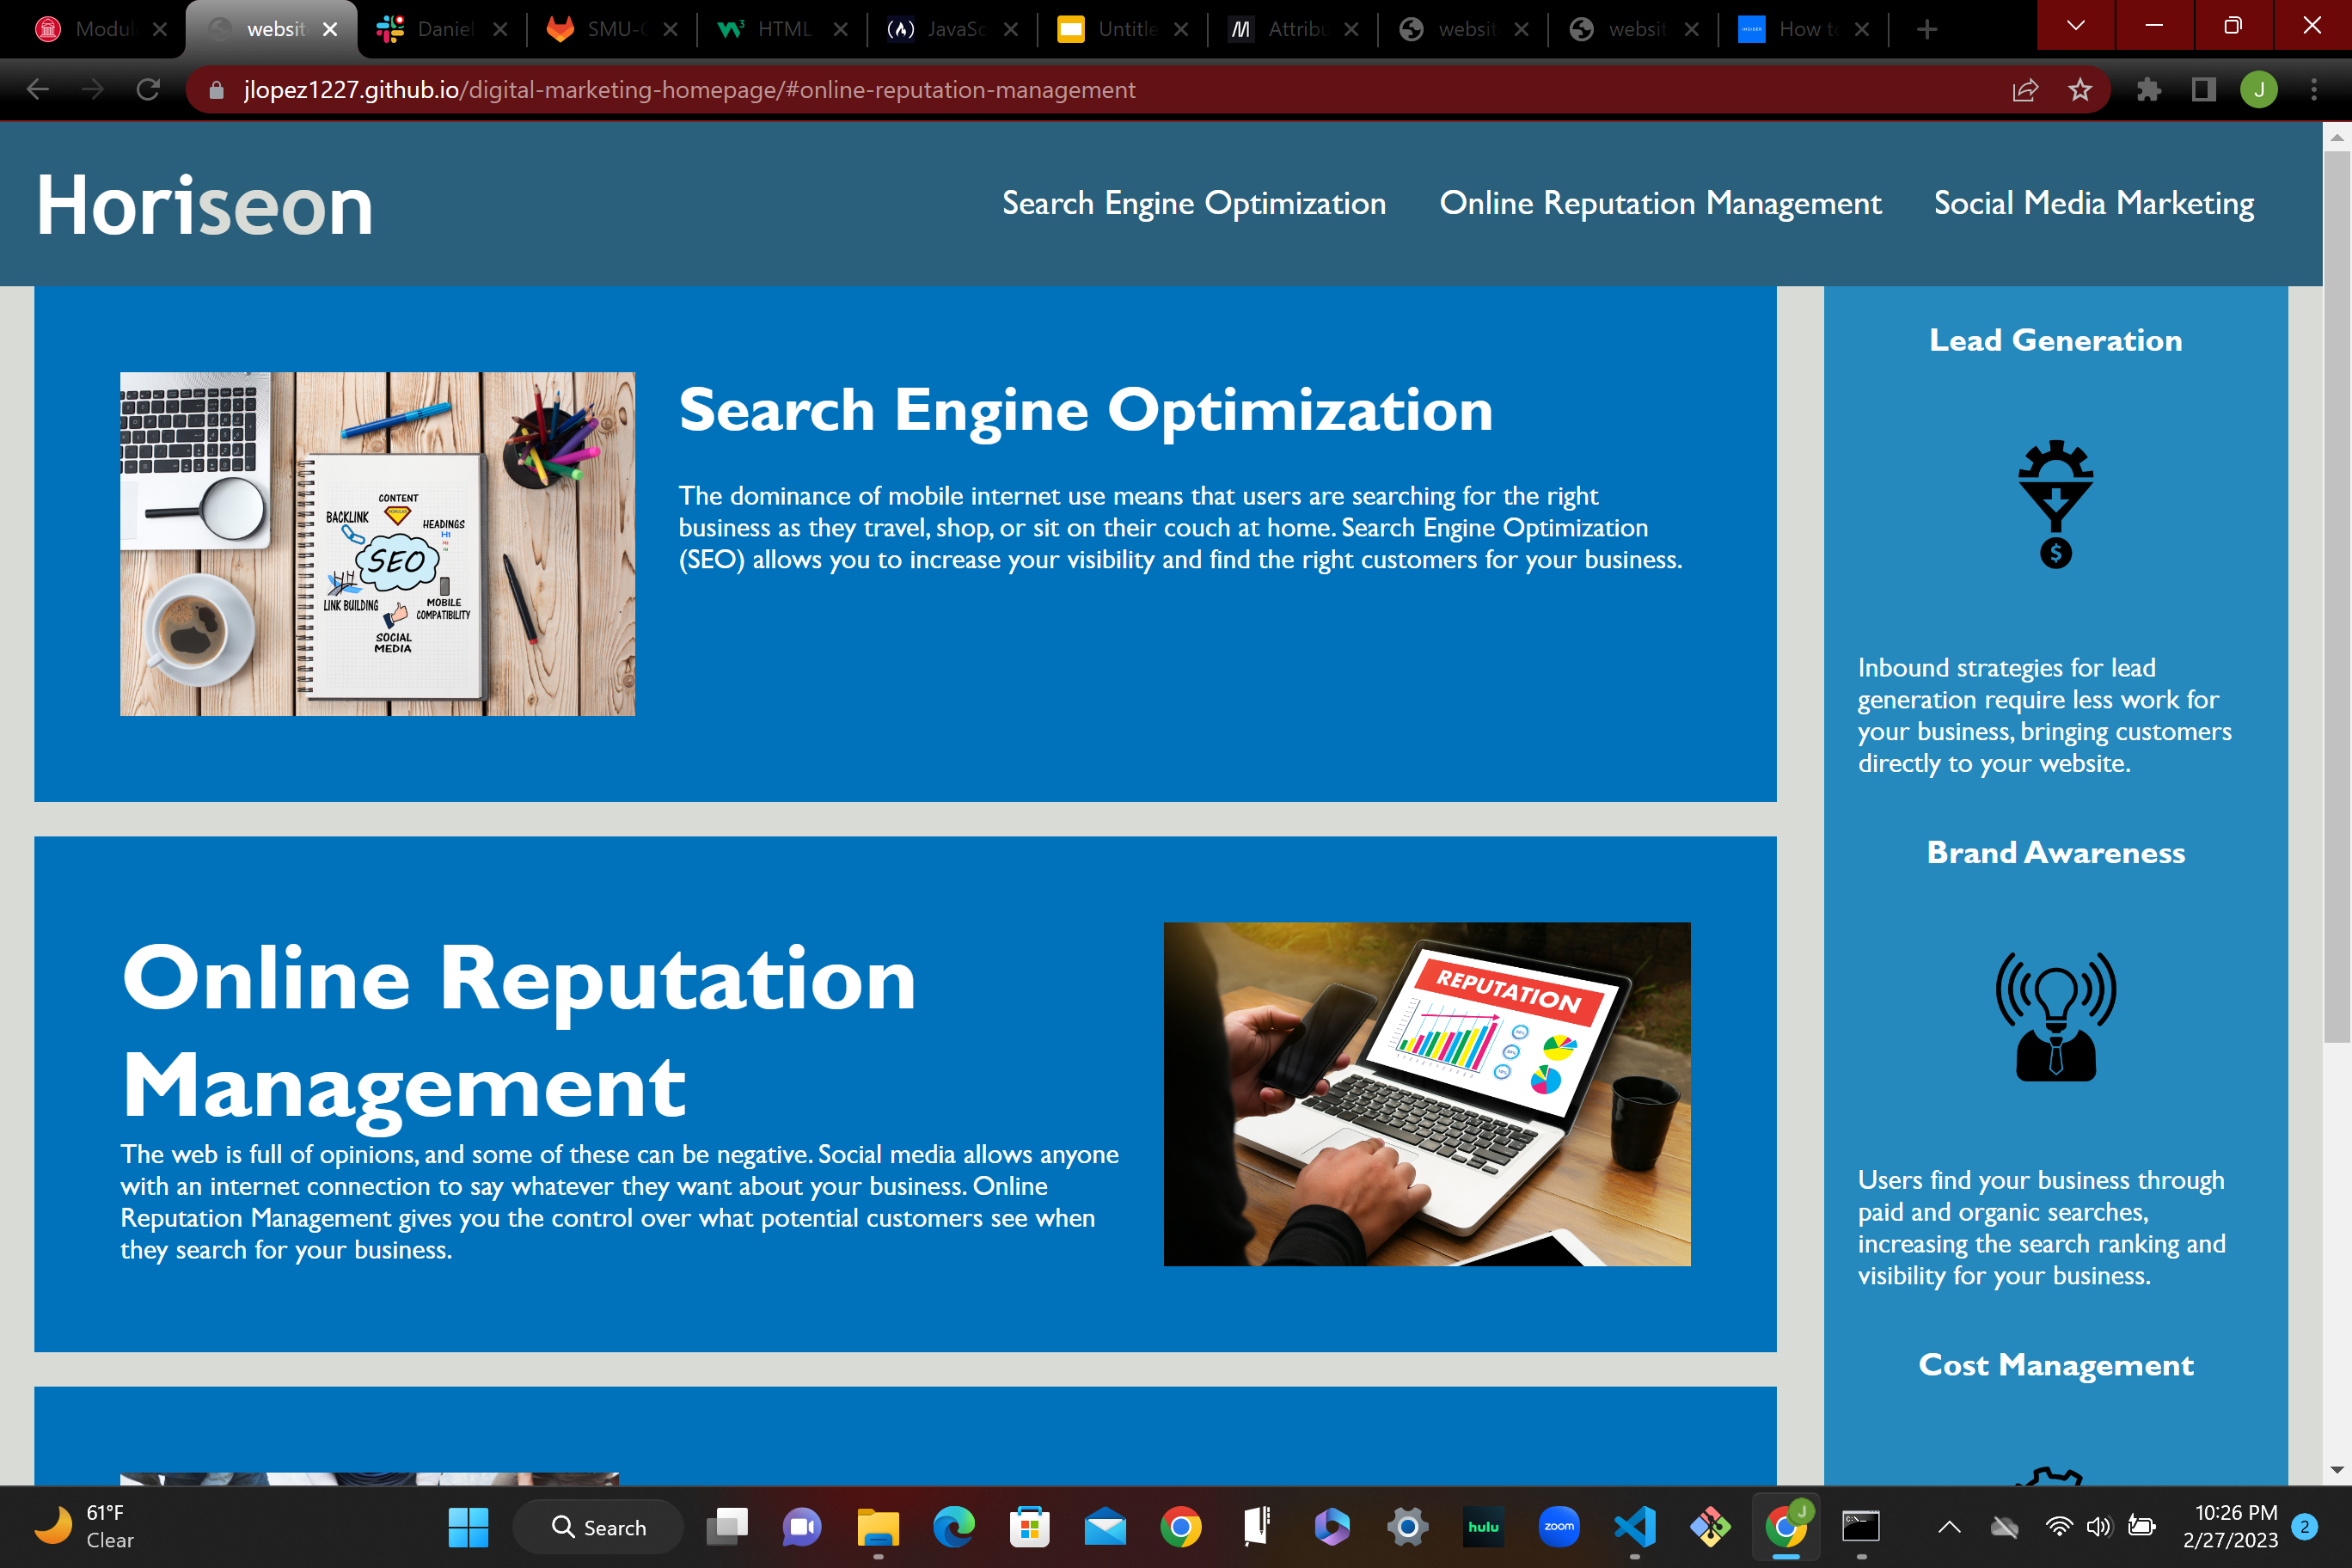 Modul
websit
Daniel
SMU-C
HTML
JavaSc
Untitle
Attribu
websit
websit
How to
jlopez1227.github.io/digital-marketing-homepage/#online-reputation-management
J
Horiseon
Search Engine Optimization
Online Reputation Management
Social Media Marketing
Search Engine Optimization
The dominance of mobile internet use means that users are searching for the right
business as they travel, shop, or sit on their couch at home. Search Engine Optimization
(SEO) allows you to increase your visibility and find the right customers for your business.
CONTENT
BACKLINK
HEADINGS
H1
SEO
LINK BUILDING
MOBILE
COMPATIBILITY
SOCIAL
MEDIA
Lead Generation
$
Inbound strategies for lead
generation require less work for
your business, bringing customers
directly to your website.
Online Reputation
Management
The web is full of opinions, and some of these can be negative. Social media allows anyone
with an internet connection to say whatever they want about your business. Online
Reputation Management gives you the control over what potential customers see when
they search for your business.
REPUTATION
Brand Awareness
Users find your business through
paid and organic searches,
increasing the search ranking and
visibility for your business.
Cost Management
61°F
Clear
Search
hulu
zoom
J
10:26 PM
2/27/2023
2